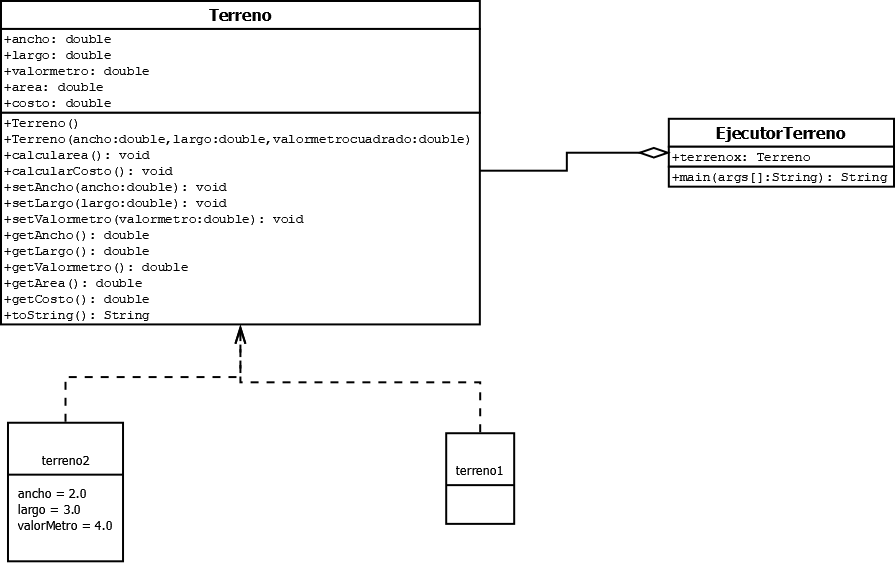 Terreno
+ancho: double
+largo: double
+valormetro: double
+area: double
+costo: double
+Terreno()
+Terreno(ancho:double,largo:double,valormetrocuadrado:double)
+calcularea(): void
+calcularCosto(): void
+setAncho(ancho:double): void
+setLargo(largo:double): void
+setValormetro(valormetro:double): void
+getAncho(): double
+getLargo(): double
+getValormetro(): double
+getArea(): double
+getCosto(): double
+toString(): String
EjecutorTerreno
+terrenox: Terreno
+main(args[]:String): String
terreno2
ancho = 2.0
largo = 3.0
valorMetro = 4.0
terreno1